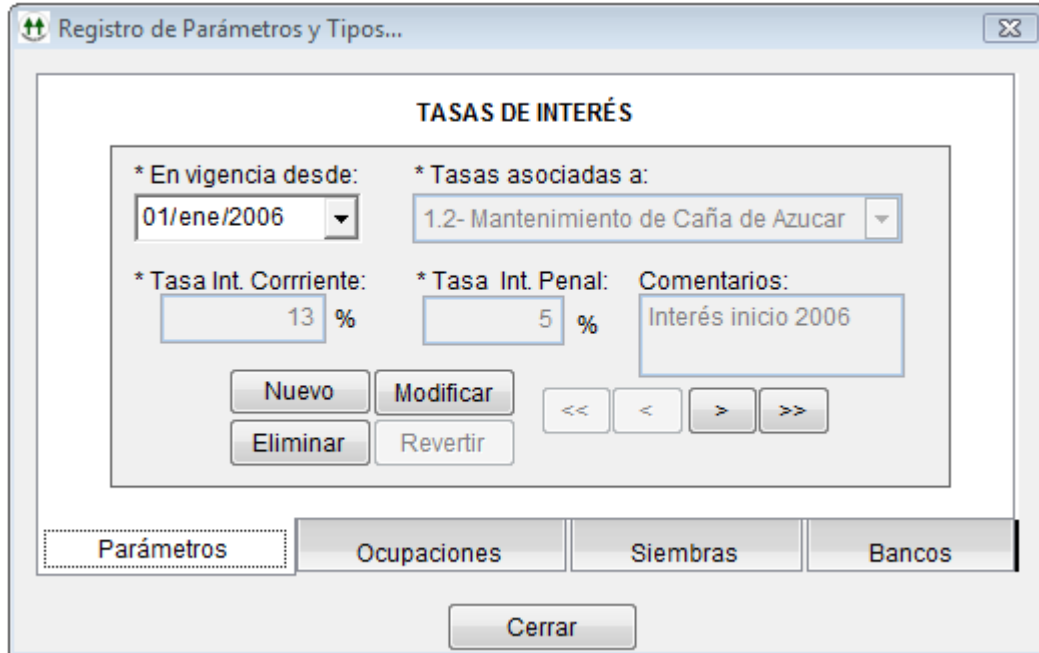 Registro de Parámetros y Tipos...
TASAS DE INTERÉS
* En vigencia desde: * Tasas asociadas a:
01/ene/2006 1.2- Mantenimiento de Caña de Azucar
* Tasa Int. Corrriente: * Tasa Int. Penal: Comentarios:
13 % 5 % Interés inicio 2006
Nuevo Modificar << < > >>
Eliminar Revertir
Parámetros Ocupaciones Siembras Bancos
Cerrar